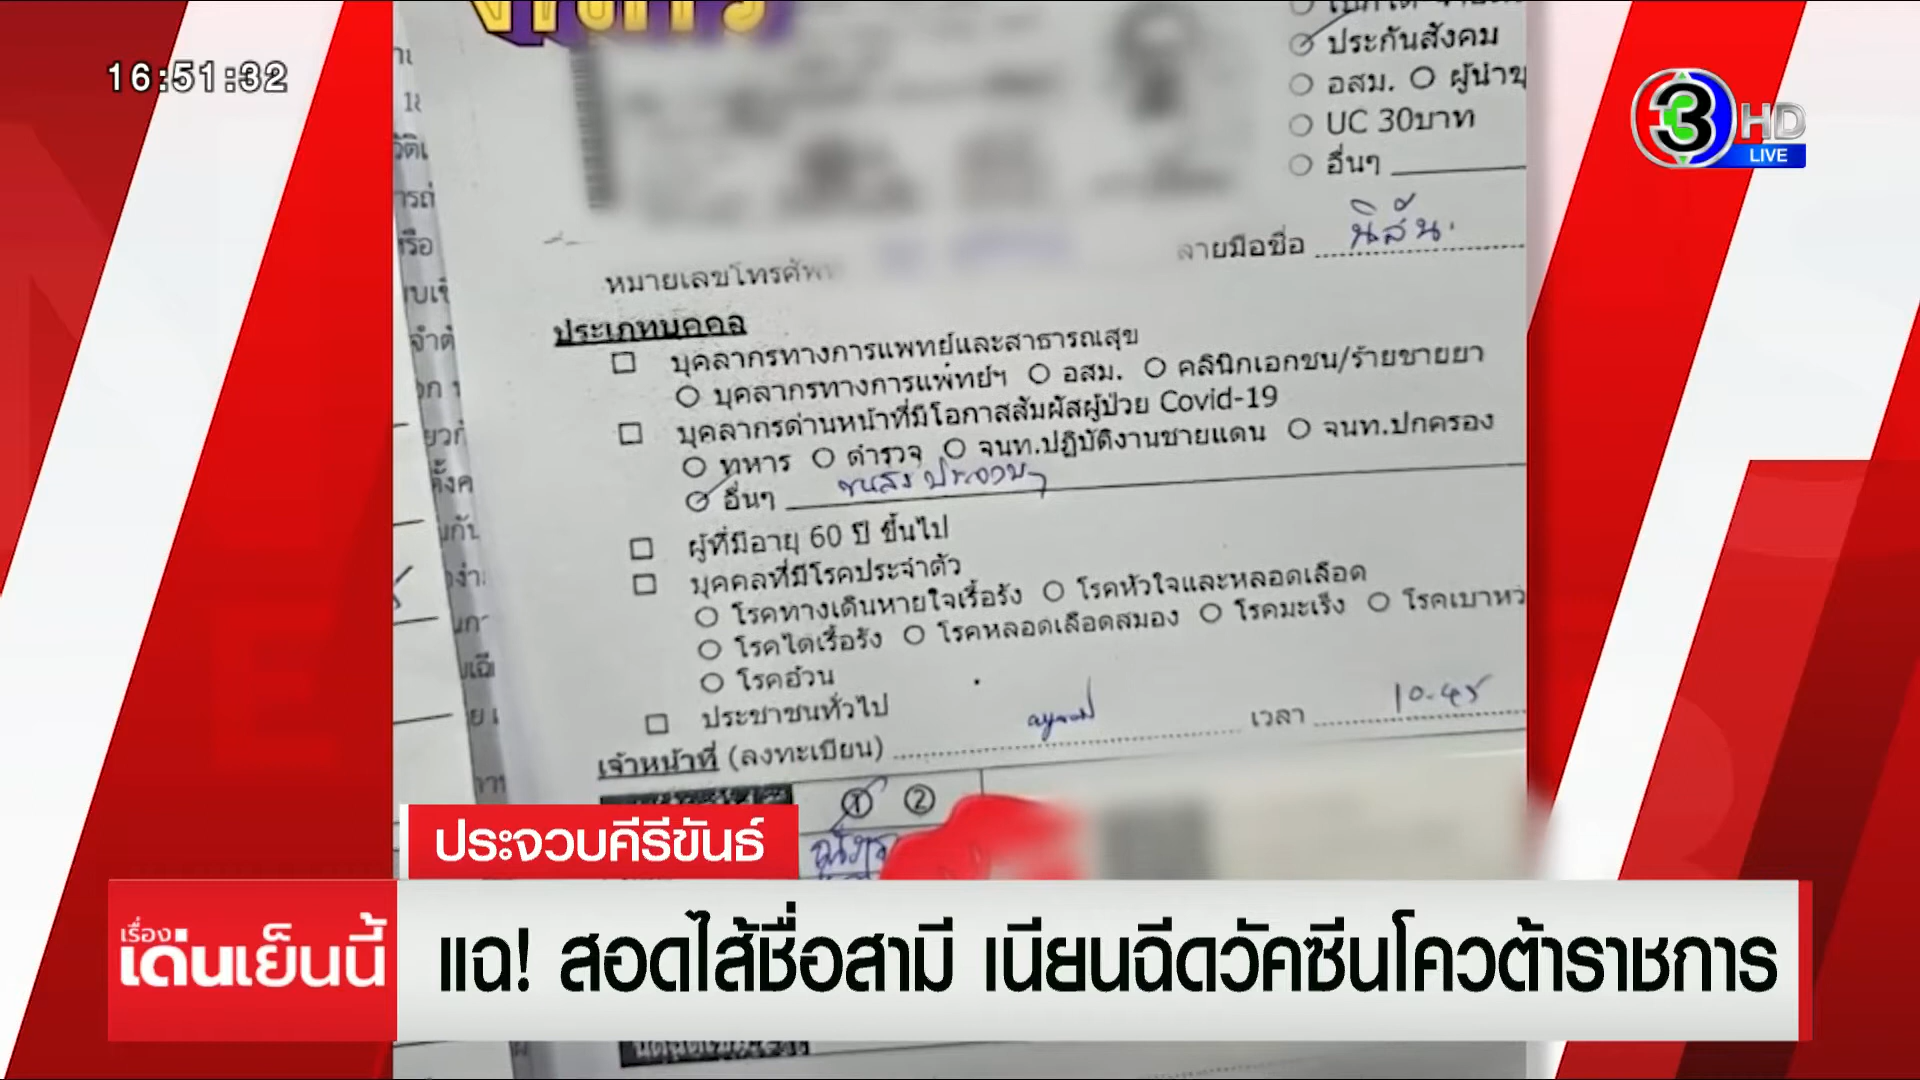 16:51:32
3 HD
LIVE
ประกันสังคม
อสม. ผู้นำ
UC 30บาท
อื่นๆ
ลายมือชื่อ นิสัน.
หมายเลขโทรศัพท
ประเภทบุคคล
บุคลากรทางการแพทย์และสาธารณสุข
บุคลากรทางการแพทย์ฯ อสม. คลินิกเอกชน/ร้ายชายยา
บุคลากรด่านหน้าที่มีโอกาสสัมผัสผู้ป่วย Covid-19
ทหาร ตำรวจ จนท.ปฏิบัติงานชายแดน จนท.ปกครอง
อื่นๆ ขนส่งประจวบฯ
ผู้ที่มีอายุ 60 ปี ขึ้นไป
บุคคลที่มีโรคประจำตัว
โรคทางเดินหายใจเรื้อรัง โรคหัวใจและหลอดเลือด
โรคไตเรื้อรัง โรคหลอดเลือดสมอง โรคมะเร็ง โรคเบาหว
โรคอ้วน
ประชาชนทั่วไป
เจ้าหน้าที่ (ลงทะเบียน) เวลา 10.45
① ②
ประจวบคีรีขันธ์
เรื่อง
เด่นเย็นนี้
แฉ! สอดไส้ชื่อสามี เนียนฉีดวัคซีนโควต้าราชการ